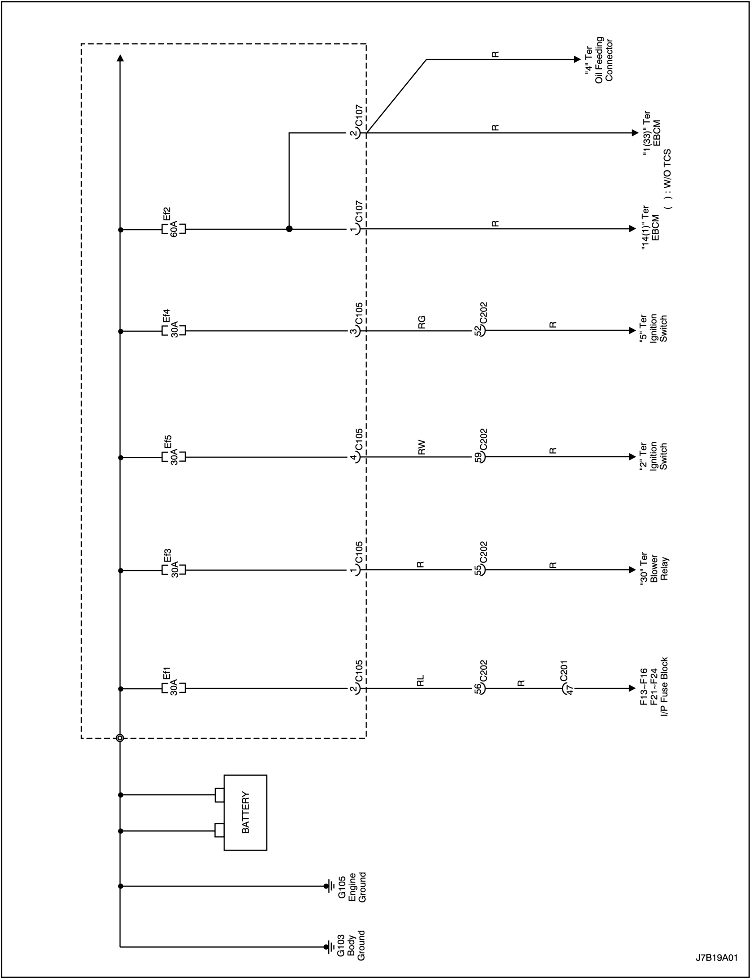 G103
Body
Ground
G105
Engine
Ground
BATTERY
Ef1
30A
2
C105
RL
56
C202
R
47
C201
F13~F16
F21~F24
I/P Fuse Block
Ef3
30A
1
C105
R
55
C202
R
"30" Ter
Blower
Relay
Ef5
30A
4
C105
RW
59
C202
R
"2" Ter
Ignition
Switch
Ef4
30A
3
C105
RG
52
C202
R
"5" Ter
Ignition
Switch
Ef2
60A
1
C107
R
"14(1)" Ter
EBCM
( ) : W/O TCS
2
C107
R
"1(33)" Ter
EBCM
R
"4" Ter
Oil Feeding
Connector
J7B19A01